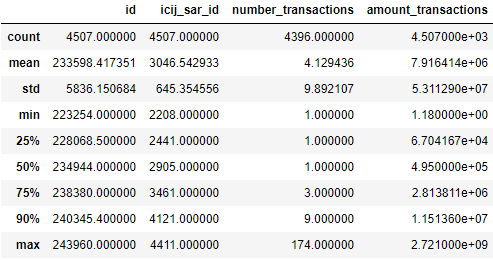 id icij_sar_id number_transactions amount_transactions
count 4507.000000 4507.000000 4396.000000 4.507000e+03
mean 233598.417351 3046.542933 4.129436 7.916414e+06
std 5836.150684 645.354556 9.892107 5.311290e+07
min 223254.000000 2208.000000 1.000000 1.180000e+00
25% 228068.500000 2441.000000 1.000000 6.704167e+04
50% 234944.000000 2905.000000 1.000000 4.950000e+05
75% 238380.000000 3461.000000 3.000000 2.813811e+06
90% 240345.400000 4121.000000 9.000000 1.151360e+07
max 243960.000000 4411.000000 174.000000 2.721000e+09